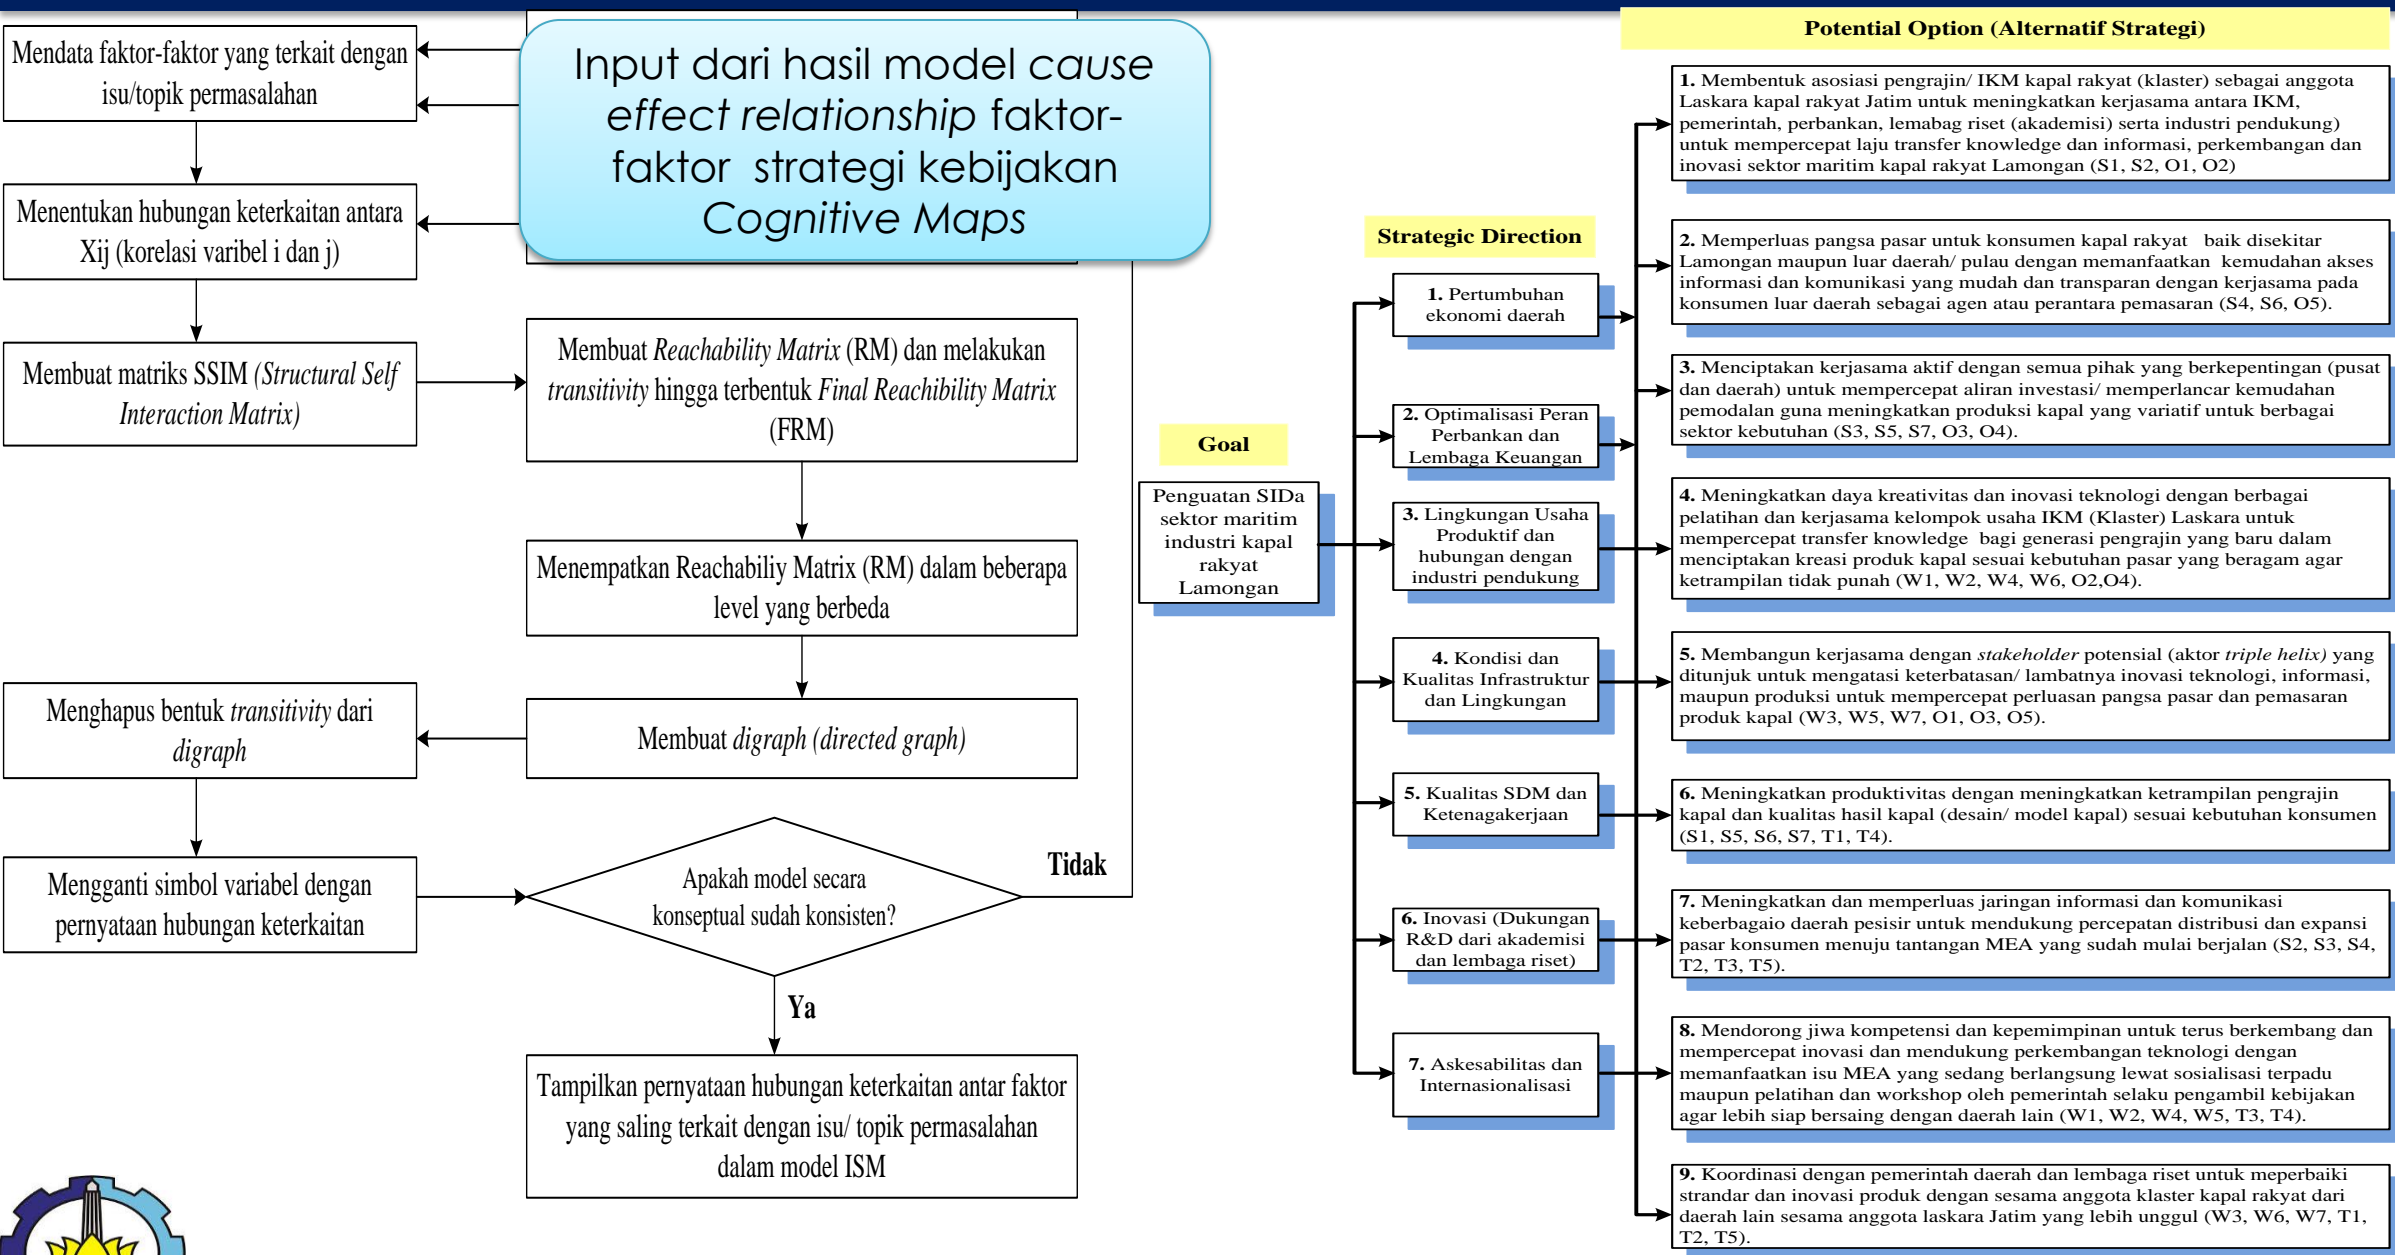 Mendata faktor-faktor yang terkait dengan
isu/topik permasalahan
Menentukan hubungan keterkaitan antara
Xij (korelasi varibel i dan j)
Membuat matriks SSIM (Structural Self
Interaction Matrix)
Input dari hasil model cause
effect relationship faktor-
faktor strategi kebijakan
Cognitive Maps
Membuat Reachability Matrix (RM) dan melakukan
transitivity hingga terbentuk Final Reachibility Matrix
(FRM)
Menempatkan Reachabiliy Matrix (RM) dalam beberapa
level yang berbeda
Membuat digraph (directed graph)
Menghapus bentuk transitivity dari
digraph
Mengganti simbol variabel dengan
pernyataan hubungan keterkaitan
Apakah model secara
konseptual sudah konsisten?
Tidak
Ya
Tampilkan pernyataan hubungan keterkaitan antar faktor
yang saling terkait dengan isu/ topik permasalahan
dalam model ISM
Goal
Penguatan SIDa
sektor maritim
industri kapal
rakyat
Lamongan
Strategic Direction
1. Pertumbuhan
ekonomi daerah
2. Optimalisasi Peran
Perbankan dan
Lembaga Keuangan
3. Lingkungan Usaha
Produktif dan
hubungan dengan
industri pendukung
4. Kondisi dan
Kualitas Infrastruktur
dan Lingkungan
5. Kualitas SDM dan
Ketenagakerjaan
6. Inovasi (Dukungan
R&D dari akademisi
dan lembaga riset)
7. Askesabilitas dan
Internasionalisasi
Potential Option (Alternatif Strategi)
1. Membentuk asosiasi pengrajin/ IKM kapal rakyat (klaster) sebagai anggota
Laskara kapal rakyat Jatim untuk meningkatkan kerjasama antara IKM,
pemerintah, perbankan, lemabag riset (akademisi) serta industri pendukung)
untuk mempercepat laju transfer knowledge dan informasi, perkembangan dan
inovasi sektor maritim kapal rakyat Lamongan (S1, S2, O1, O2)
2. Memperluas pangsa pasar untuk konsumen kapal rakyat baik disekitar
Lamongan maupun luar daerah/ pulau dengan memanfaatkan kemudahan akses
informasi dan komunikasi yang mudah dan transparan dengan kerjasama pada
konsumen luar daerah sebagai agen atau perantara pemasaran (S4, S6, O5).
3. Menciptakan kerjasama aktif dengan semua pihak yang berkepentingan (pusat
dan daerah) untuk mempercepat aliran investasi/ memperlancar kemudahan
pemodalan guna meningkatkan produksi kapal yang variatif untuk berbagai
sektor kebutuhan (S3, S5, S7, O3, O4).
4. Meningkatkan daya kreativitas dan inovasi teknologi dengan berbagai
pelatihan dan kerjasama kelompok usaha IKM (Klaster) Laskara untuk
mempercepat transfer knowledge bagi generasi pengrajin yang baru dalam
menciptakan kreasi produk kapal sesuai kebutuhan pasar yang beragam agar
ketrampilan tidak punah (W1, W2, W4, W6, O2,O4).
5. Membangun kerjasama dengan stakeholder potensial (aktor triple helix) yang
ditunjuk untuk mengatasi keterbatasan/ lambatnya inovasi teknologi, informasi,
maupun produksi untuk mempercepat perluasan pangsa pasar dan pemasaran
produk kapal (W3, W5, W7, O1, O3, O5).
6. Meningkatkan produktivitas dengan meningkatkan ketrampilan pengrajin
kapal dan kualitas hasil kapal (desain/ model kapal) sesuai kebutuhan konsumen
(S1, S5, S6, S7, T1, T4).
7. Meningkatkan dan memperluas jaringan informasi dan komunikasi
keberbagaio daerah pesisir untuk mendukung percepatan distribusi dan expansi
pasar konsumen menuju tantangan MEA yang sudah mulai berjalan (S2, S3, S4,
T2, T3, T5).
8. Mendorong jiwa kompetensi dan kepemimpinan untuk terus berkembang dan
mempercepat inovasi dan mendukung perkembangan teknologi dengan
memanfaatkan isu MEA yang sedang berlangsung lewat sosialisasi terpadu
maupun pelatihan dan workshop oleh pemerintah selaku pengambil kebijakan
agar lebih siap bersaing dengan daerah lain (W1, W2, W4, W5, T3, T4).
9. Koordinasi dengan pemerintah daerah dan lembaga riset untuk meperbaiki
strandar dan inovasi produk dengan sesama anggota klaster kapal rakyat dari
daerah lain sesama anggota laskara Jatim yang lebih unggul (W3, W6, W7, T1,
T2, T5).